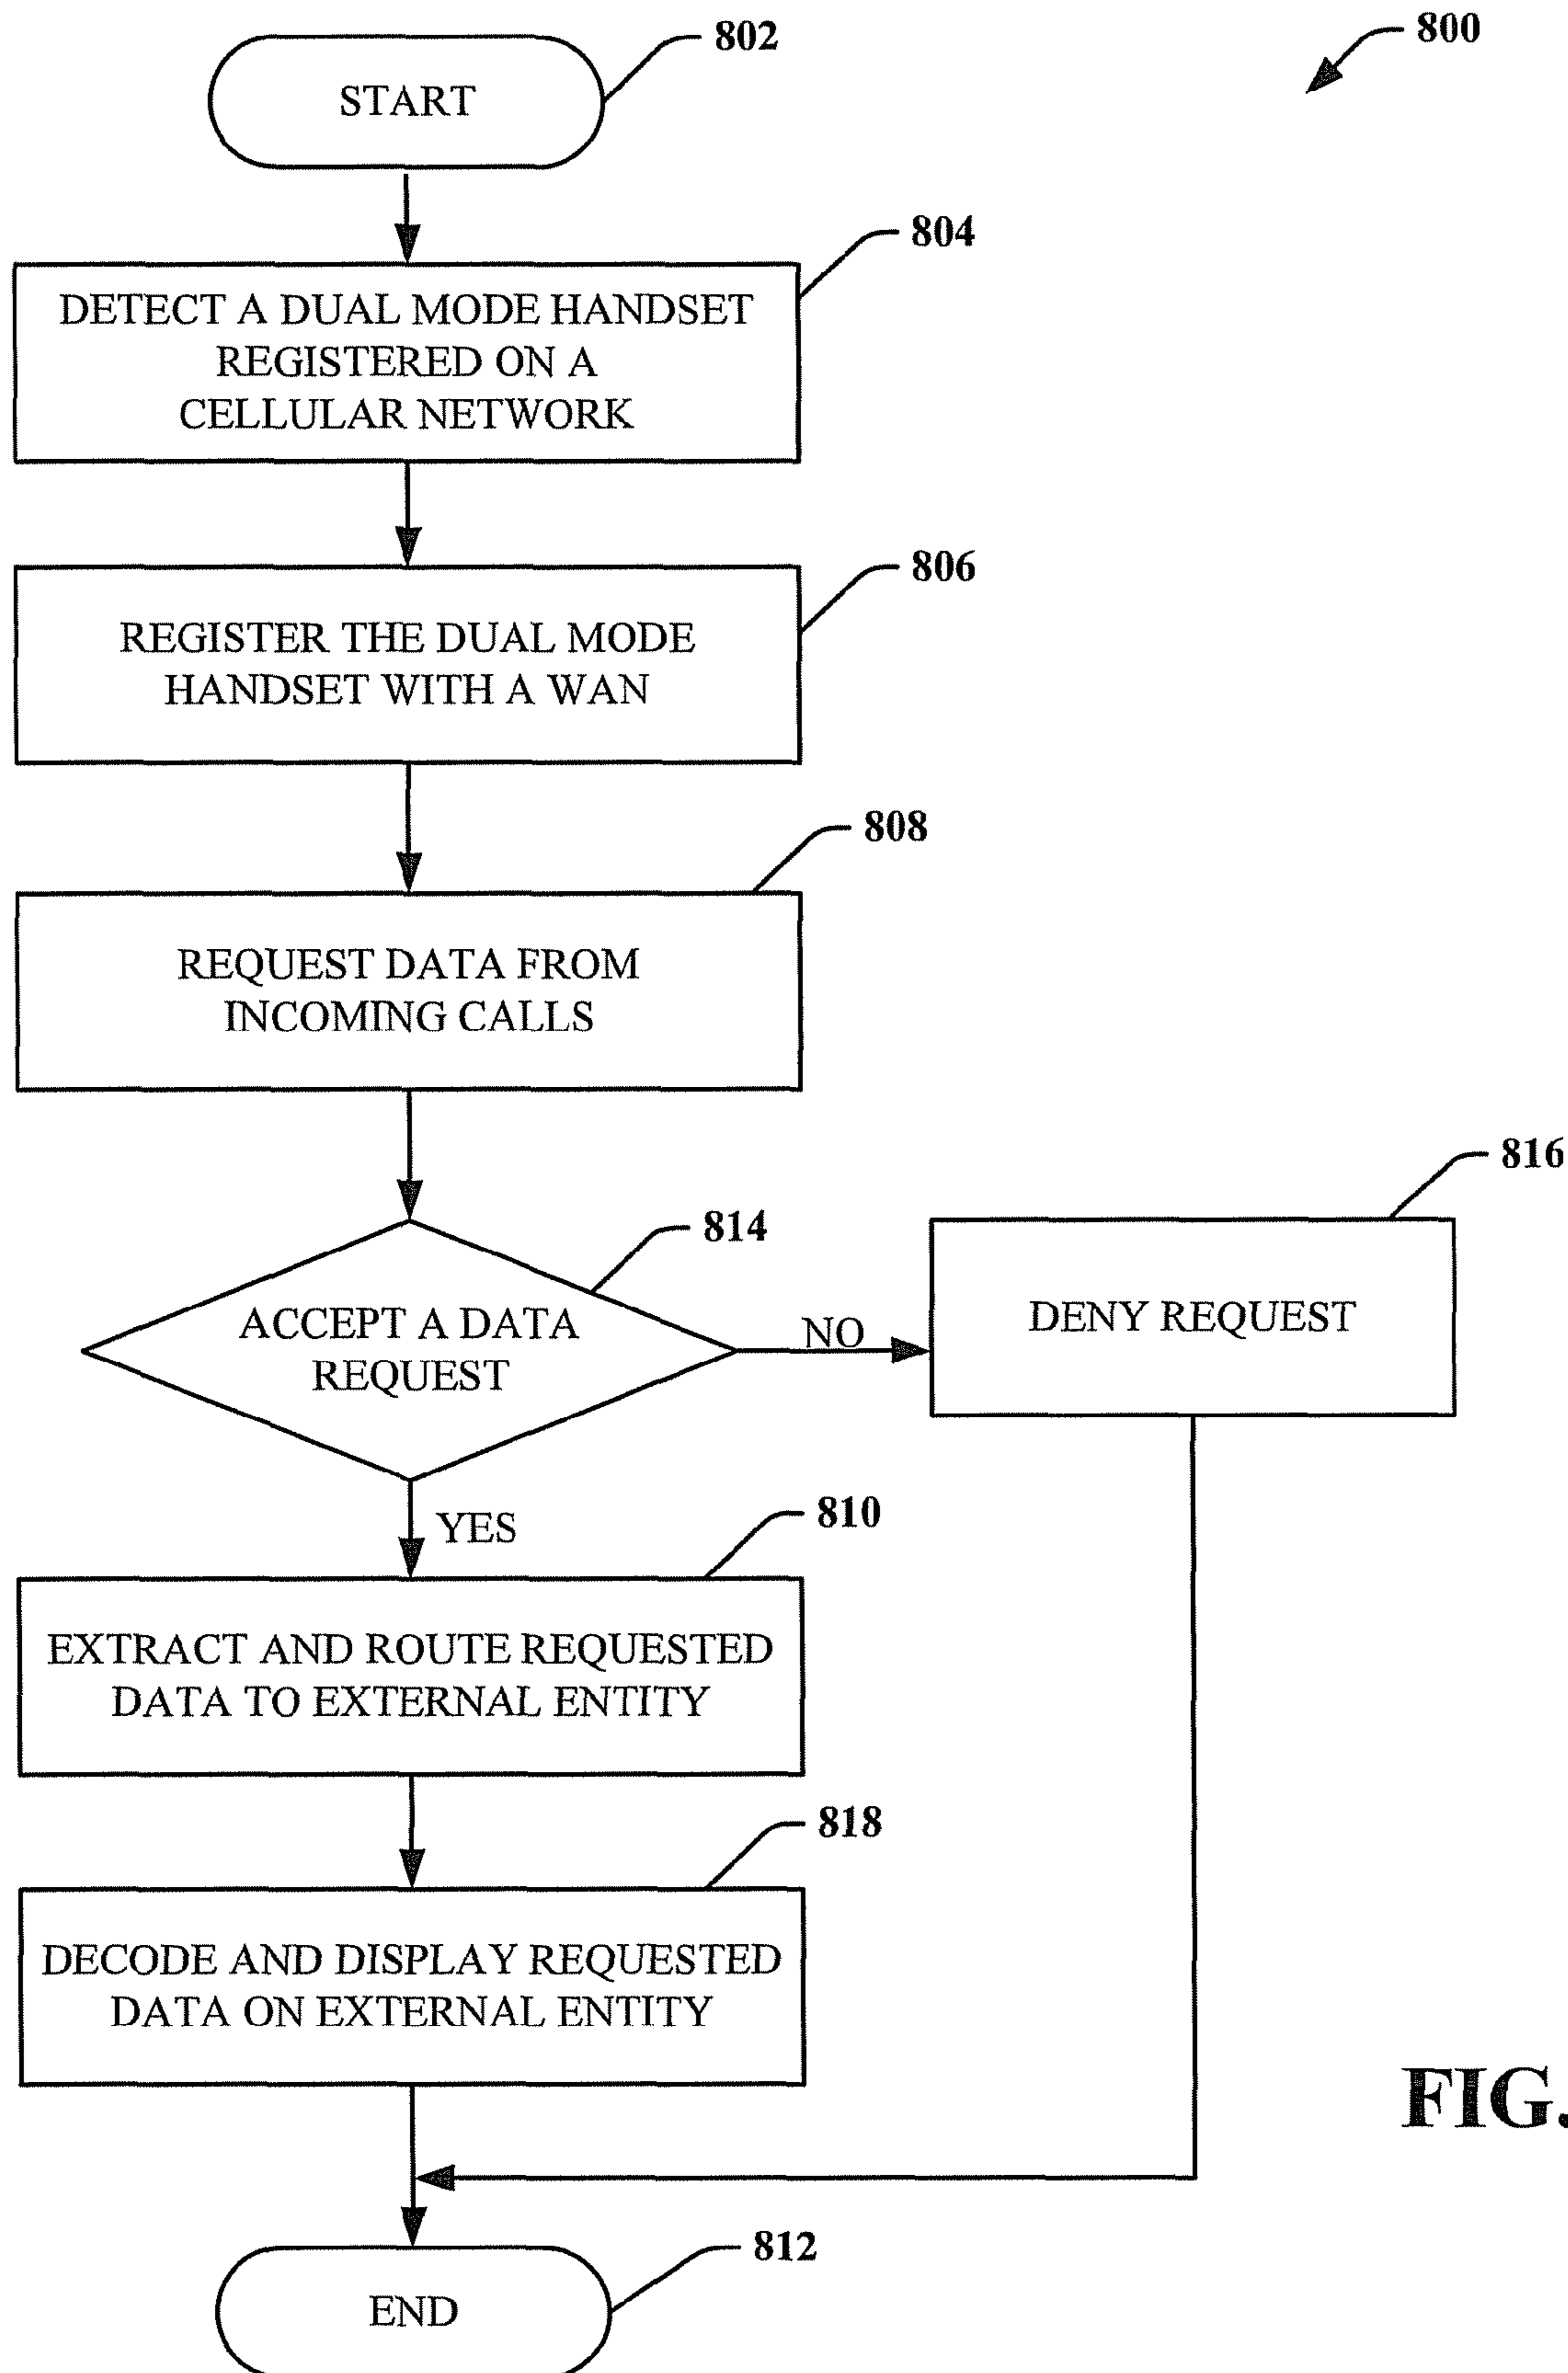 802
800
START
804
DETECT A DUAL MODE HANDSET
REGISTERED ON A
CELLULAR NETWORK
806
REGISTER THE DUAL MODE
HANDSET WITH A WAN
808
REQUEST DATA FROM
INCOMING CALLS
816
814
ACCEPT A DATA
REQUEST
NO
DENY REQUEST
YES
810
EXTRACT AND ROUTE REQUESTED
DATA TO EXTERNAL ENTITY
818
DECODE AND DISPLAY REQUESTED
DATA ON EXTERNAL ENTITY
FIG.
812
END